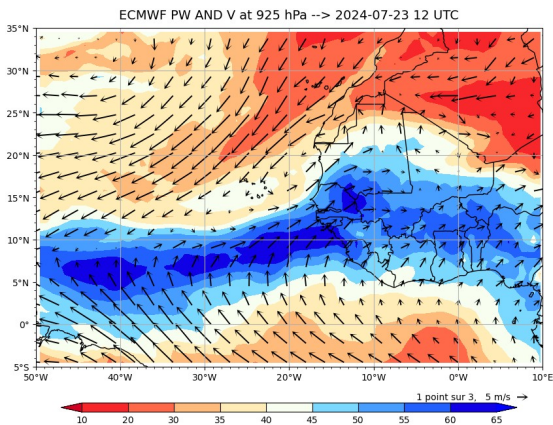 ECMWF PW AND V at 925 hPa --> 2024-07-23 12 UTC
35°N
30°N
25°N
20°N
15°N
10°N
5°N
0°
5°S
50°W 40°W 30°W 20°W 10°W 0°W 10°E
1 point sur 3, 5 m/s
10 20 30 35 40 45 50 55 60 65